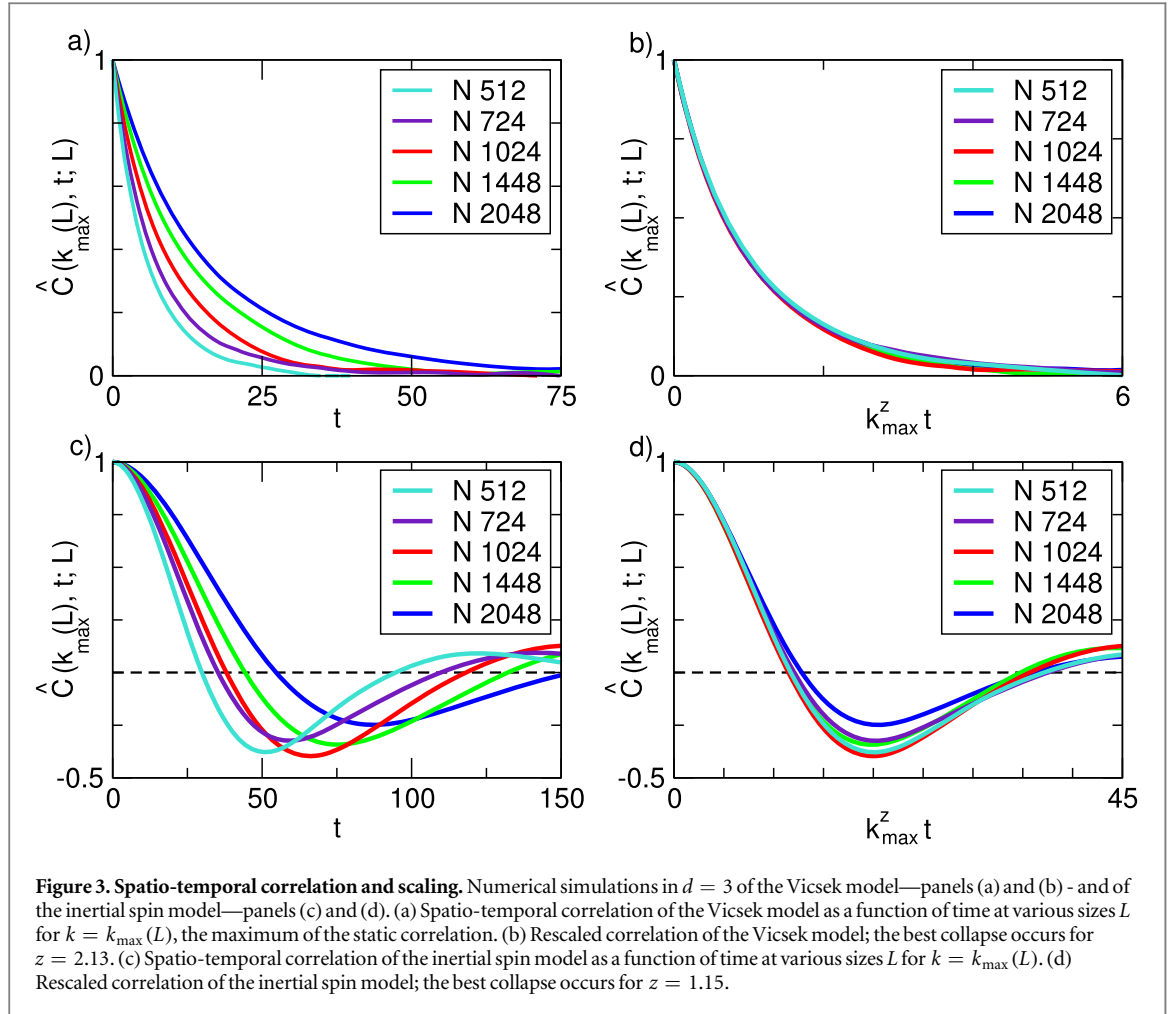 a)
1
Ĉ (k_max(L), t; L)
N 512
N 724
N 1024
N 1448
N 2048
0
0
25
50
75
t
b)
1
Ĉ (k_max(L), t; L)
N 512
N 724
N 1024
N 1448
N 2048
0
0
6
k^z_max t
c)
1
Ĉ (k_max(L), t; L)
N 512
N 724
N 1024
N 1448
N 2048
-0.5
0
50
100
150
t
d)
1
Ĉ (k_max(L), t; L)
N 512
N 724
N 1024
N 1448
N 2048
-0.5
0
45
k^z_max t
Figure 3. Spatio-temporal correlation and scaling. Numerical simulations in d = 3 of the Vicsek model—panels (a) and (b) - and of
the inertial spin model—panels (c) and (d). (a) Spatio-temporal correlation of the Vicsek model as a function of time at various sizes L
for k = k_max (L), the maximum of the static correlation. (b) Rescaled correlation of the Vicsek model; the best collapse occurs for
z = 2.13. (c) Spatio-temporal correlation of the inertial spin model as a function of time at various sizes L for k = k_max (L). (d)
Rescaled correlation of the inertial spin model; the best collapse occurs for z = 1.15.